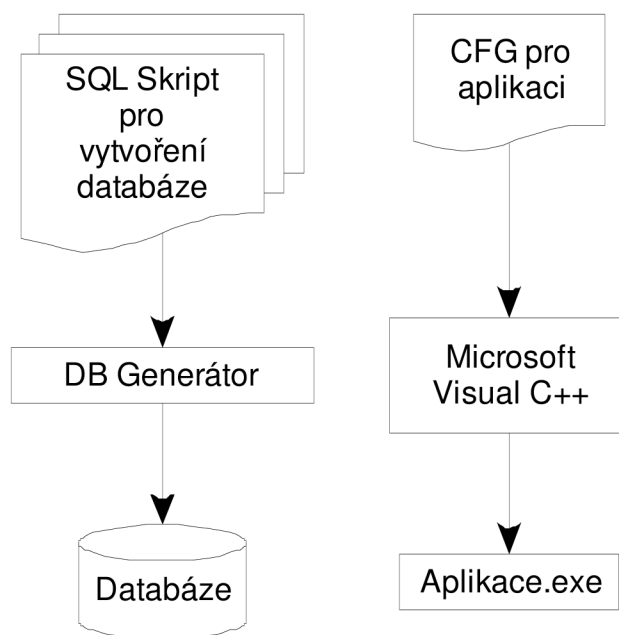 SQL Skript
pro
vytvoření
databáze
DB Generátor
Databáze
CFG pro
aplikaci
Microsoft
Visual C++
Aplikace.exe